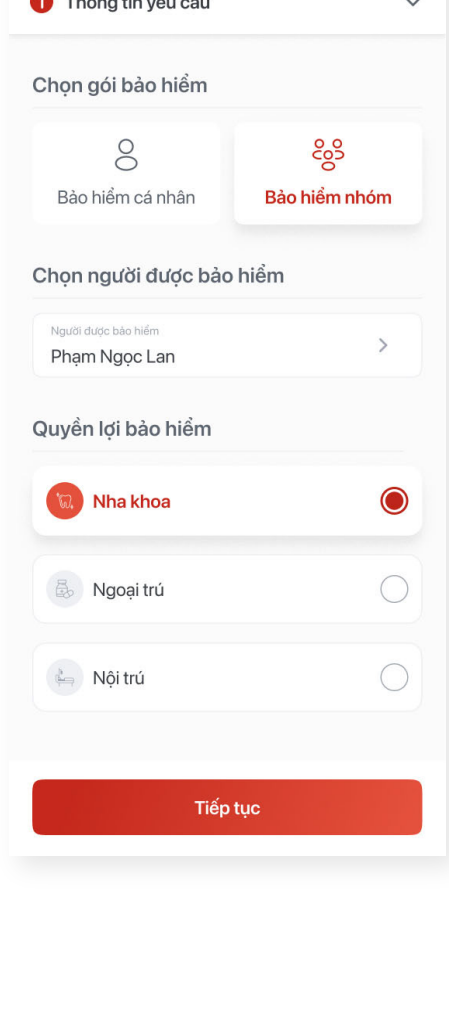 1 Thông tin yêu cầu
Chọn gói bảo hiểm
Bảo hiểm cá nhân
Bảo hiểm nhóm
Chọn người được bảo hiểm
Người được bảo hiểm
Phạm Ngọc Lan
Quyền lợi bảo hiểm
Nha khoa
Ngoại trú
Nội trú
Tiếp tục